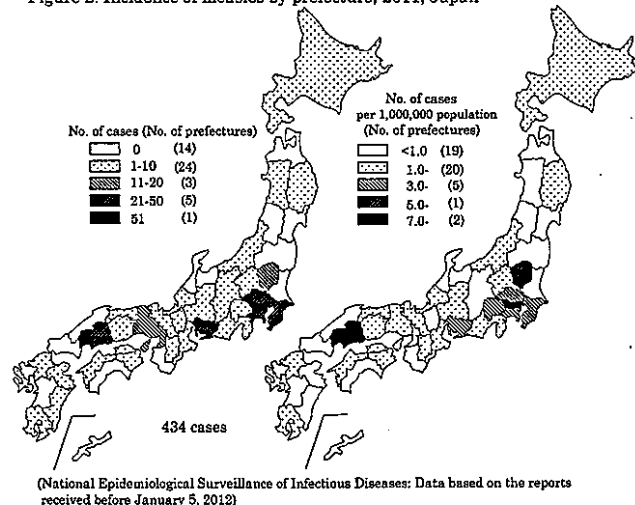 Figure 2. Incidence of measles by prefecture, 2011, Japan
No. of cases (No. of prefectures)
0 (14)
1-10 (24)
11-20 (3)
21-50 (5)
51 (1)
No. of cases
per 1,000,000 population
(No. of prefectures)
<1.0 (19)
1.0- (20)
3.0- (5)
5.0- (1)
7.0- (2)
434 cases
(National Epidemiological Surveillance of Infectious Diseases: Data based on the reports
received before January 5, 2012)